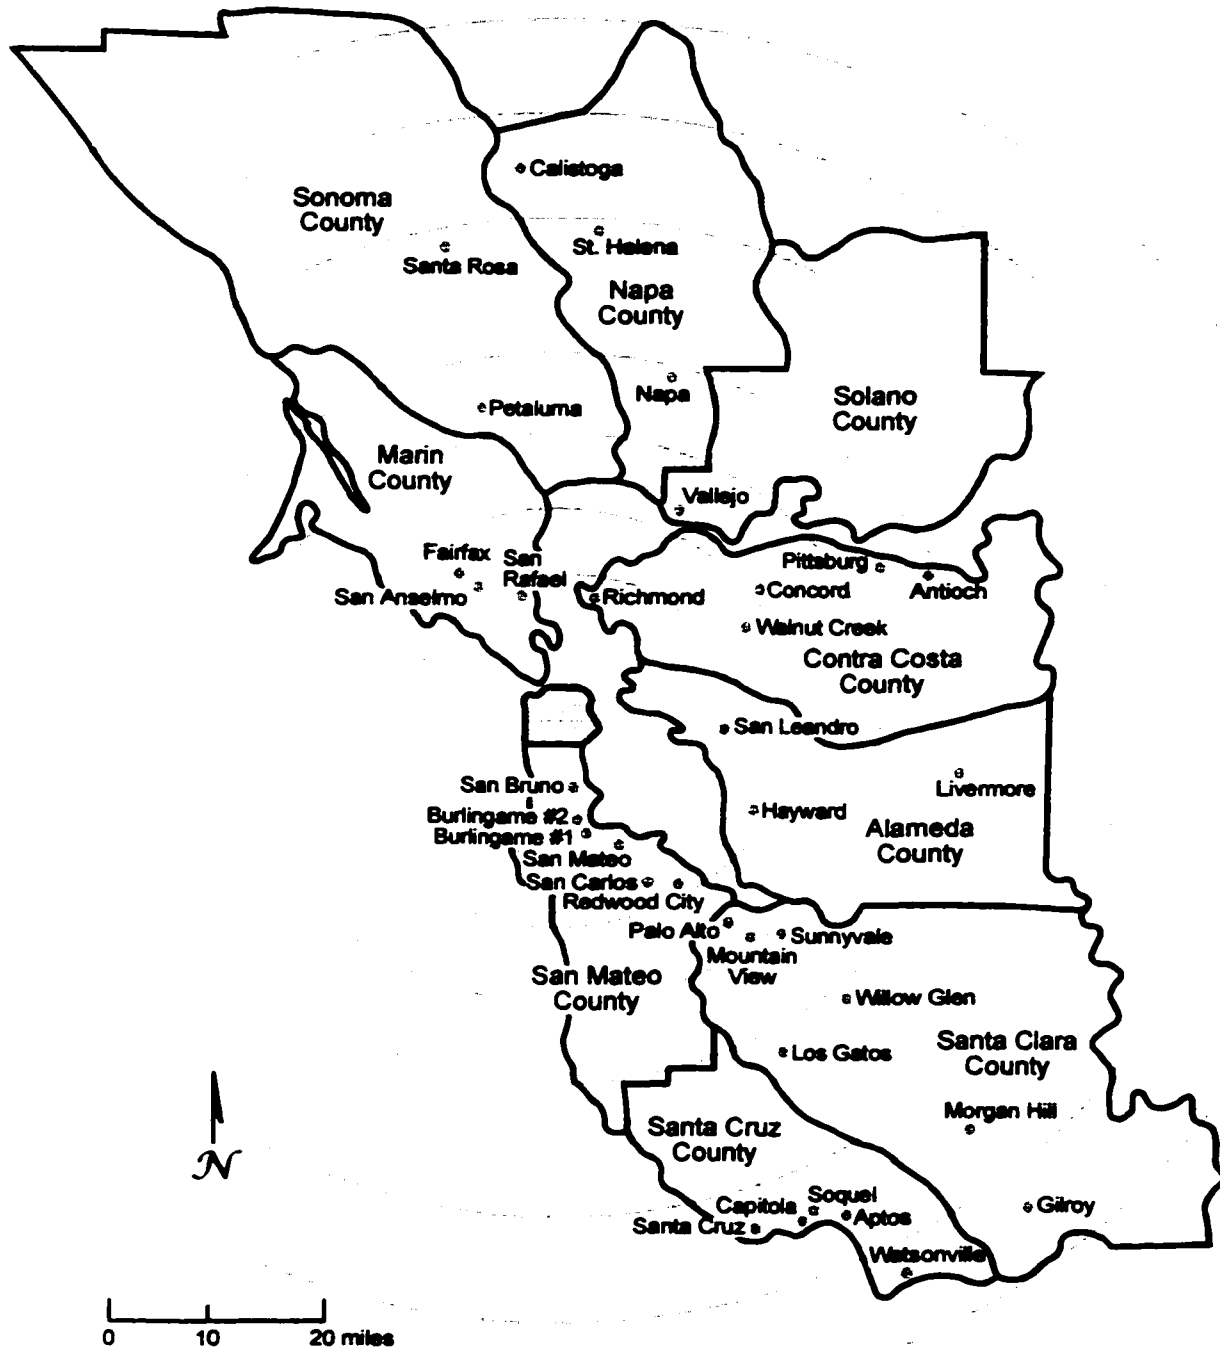 Calistoga
Sonoma
County
St. Helena
Santa Rosa
Napa
County
Napa
Solano
County
Petaluma
Marin
County
Vallejo
Fairfax
San
Rafael
San Anselmo
Richmond
Pittsburg
Concord
Antioch
Walnut Creek
Contra Costa
County
San Leandro
San Bruno
Livermore
Burlingame #2
Burlingame #1
Hayward
Alameda
County
San Mateo
San Carlos
Redwood City
Palo Alto
Sunnyvale
Mountain
View
San Mateo
County
Willow Glen
Santa Clara
County
Los Gatos
Morgan Hill
Santa Cruz
County
N
Soquel
Capitola
Aptos
Gilroy
Santa Cruz
Watsonville
0 10 20 miles